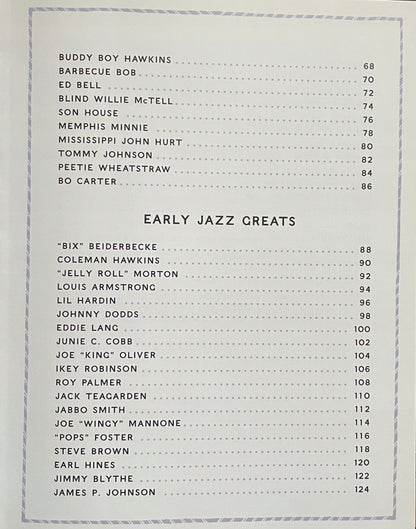 BUDDY BOY HAWKINS 68
BARBECUE BOB 70
ED BELL 72
BLIND WILLIE McTELL 74
SON HOUSE 76
MEMPHIS MINNIE 78
MISSISSIPPI JOHN HURT 80
TOMMY JOHNSON 82
PEETIE WHEATSTRAW 84
BO CARTER 86
EARLY JAZZ GREATS
"BIX" BEIDERBECKE 88
COLEMAN HAWKINS 90
"JELLY ROLL" MORTON 92
LOUIS ARMSTRONG 94
LIL HARDIN 96
JOHNNY DODDS 98
EDDIE LANG 100
JUNIE C. COBB 102
JOE "KING" OLIVER 104
IKEY ROBINSON 106
ROY PALMER 108
JACK TEAGARDEN 110
JABBO SMITH 112
JOE "WINGY" MANNONE 114
"POPS" FOSTER 116
STEVE BROWN 118
EARL HINES 120
JIMMY BLYTHE 122
JAMES P. JOHNSON 124